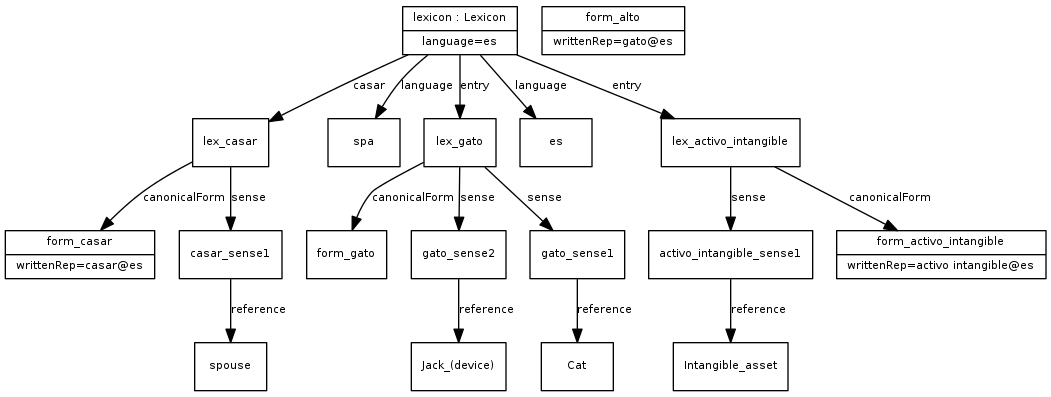 lexicon : Lexicon
language=es
form_alto
writtenRep=gato@es
casar
language
entry
language
entry
lex_casar
spa
lex_gato
es
lex_activo_intangible
canonicalForm
sense
canonicalForm
sense
sense
sense
canonicalForm
form_casar
writtenRep=casar@es
casar_sense1
form_gato
gato_sense2
gato_sense1
activo_intangible_sense1
form_activo_intangible
writtenRep=activo intangible@es
reference
reference
reference
reference
spouse
Jack_(device)
Cat
Intangible_asset